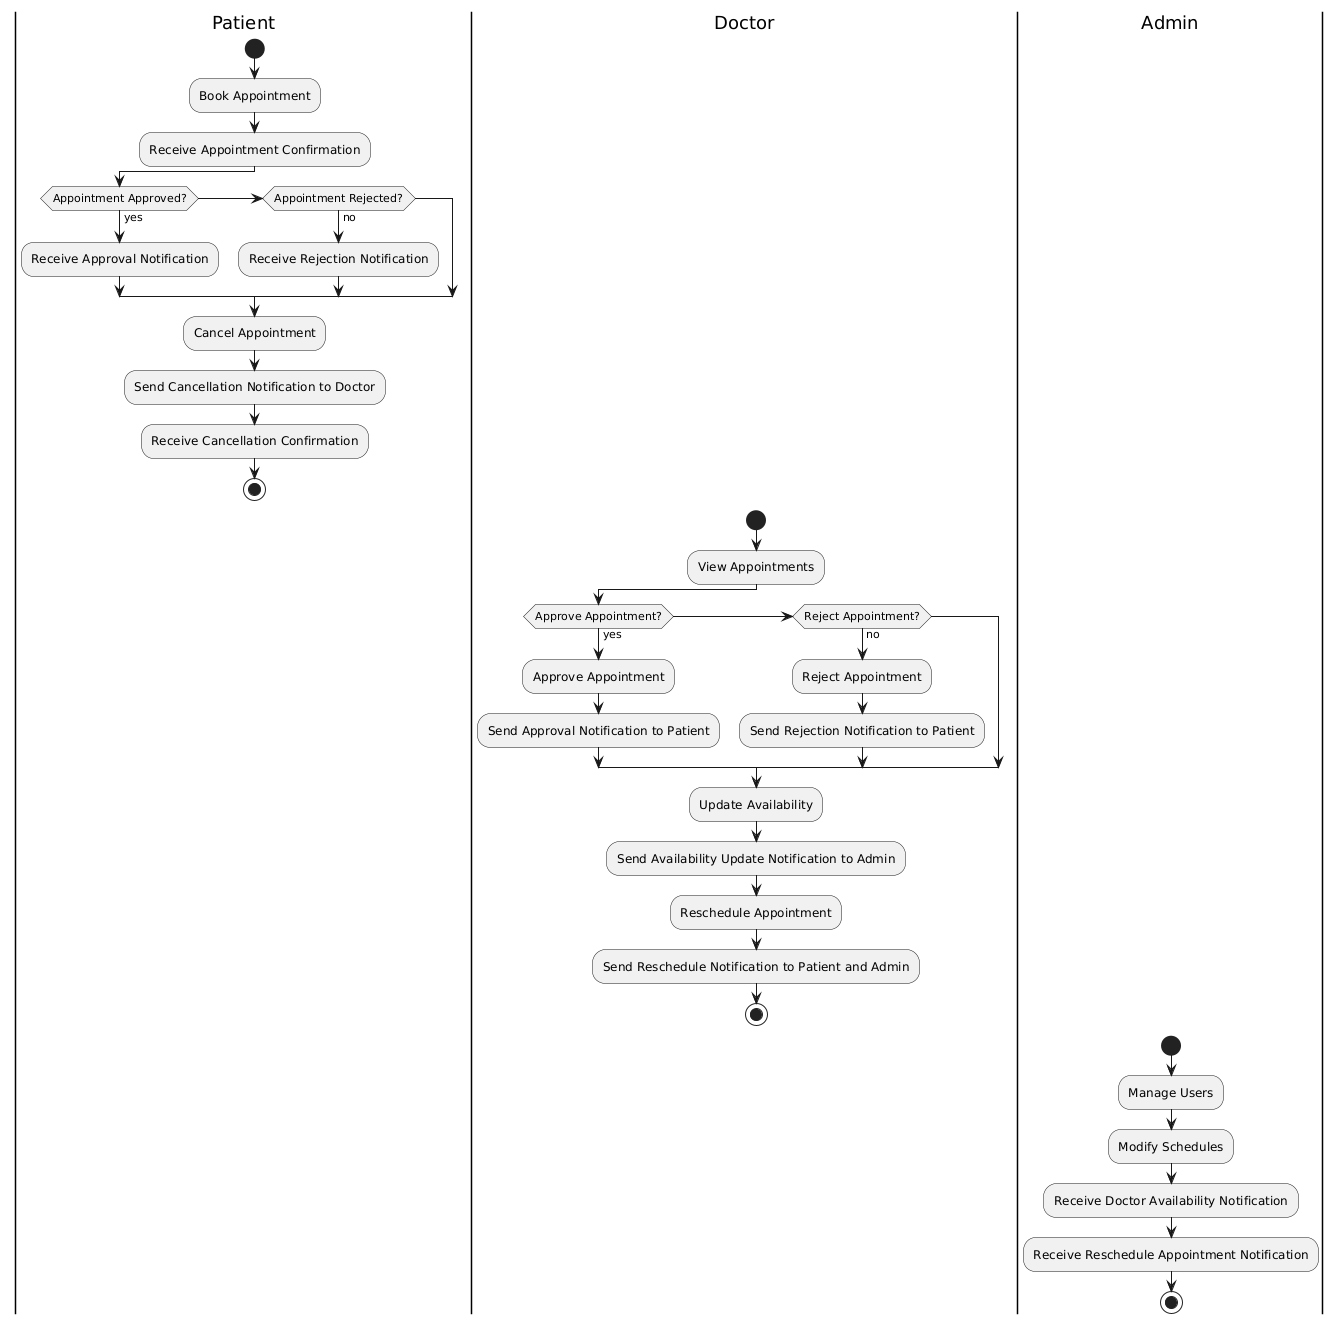 Patient
Doctor
Admin
Book Appointment
Receive Appointment Confirmation
Appointment Approved?
Appointment Rejected?
yes
no
Receive Approval Notification
Receive Rejection Notification
Cancel Appointment
Send Cancellation Notification to Doctor
Receive Cancellation Confirmation
View Appointments
Approve Appointment?
Reject Appointment?
yes
no
Approve Appointment
Reject Appointment
Send Approval Notification to Patient
Send Rejection Notification to Patient
Update Availability
Send Availability Update Notification to Admin
Reschedule Appointment
Send Reschedule Notification to Patient and Admin
Manage Users
Modify Schedules
Receive Doctor Availability Notification
Receive Reschedule Appointment Notification